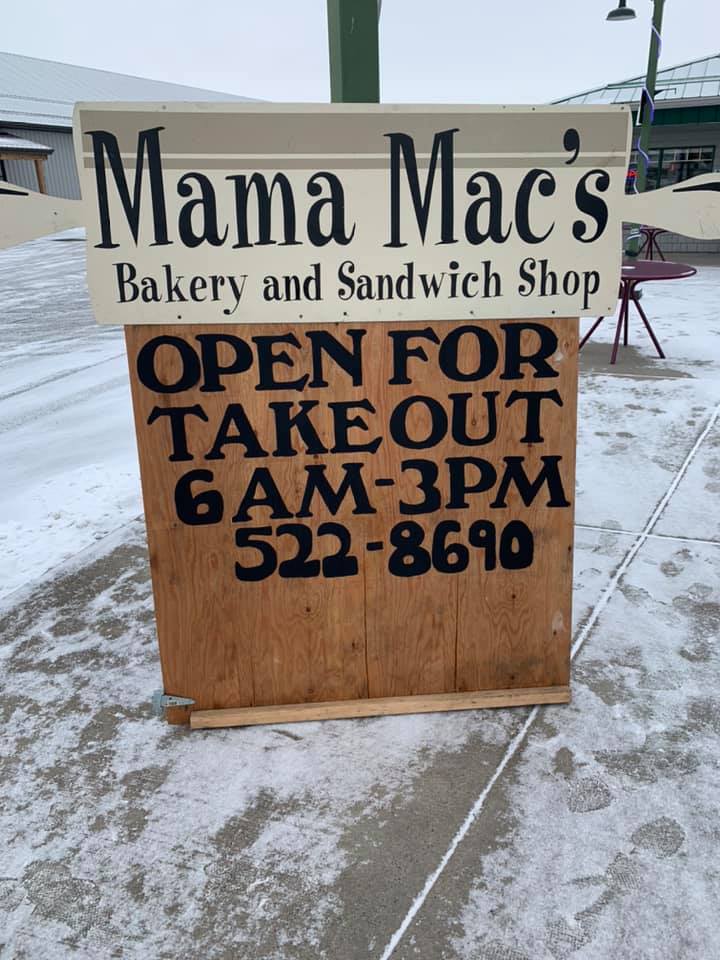 Mama Mac's
Bakery and Sandwich Shop
OPEN FOR
TAKE OUT
6AM-3PM
522-8690